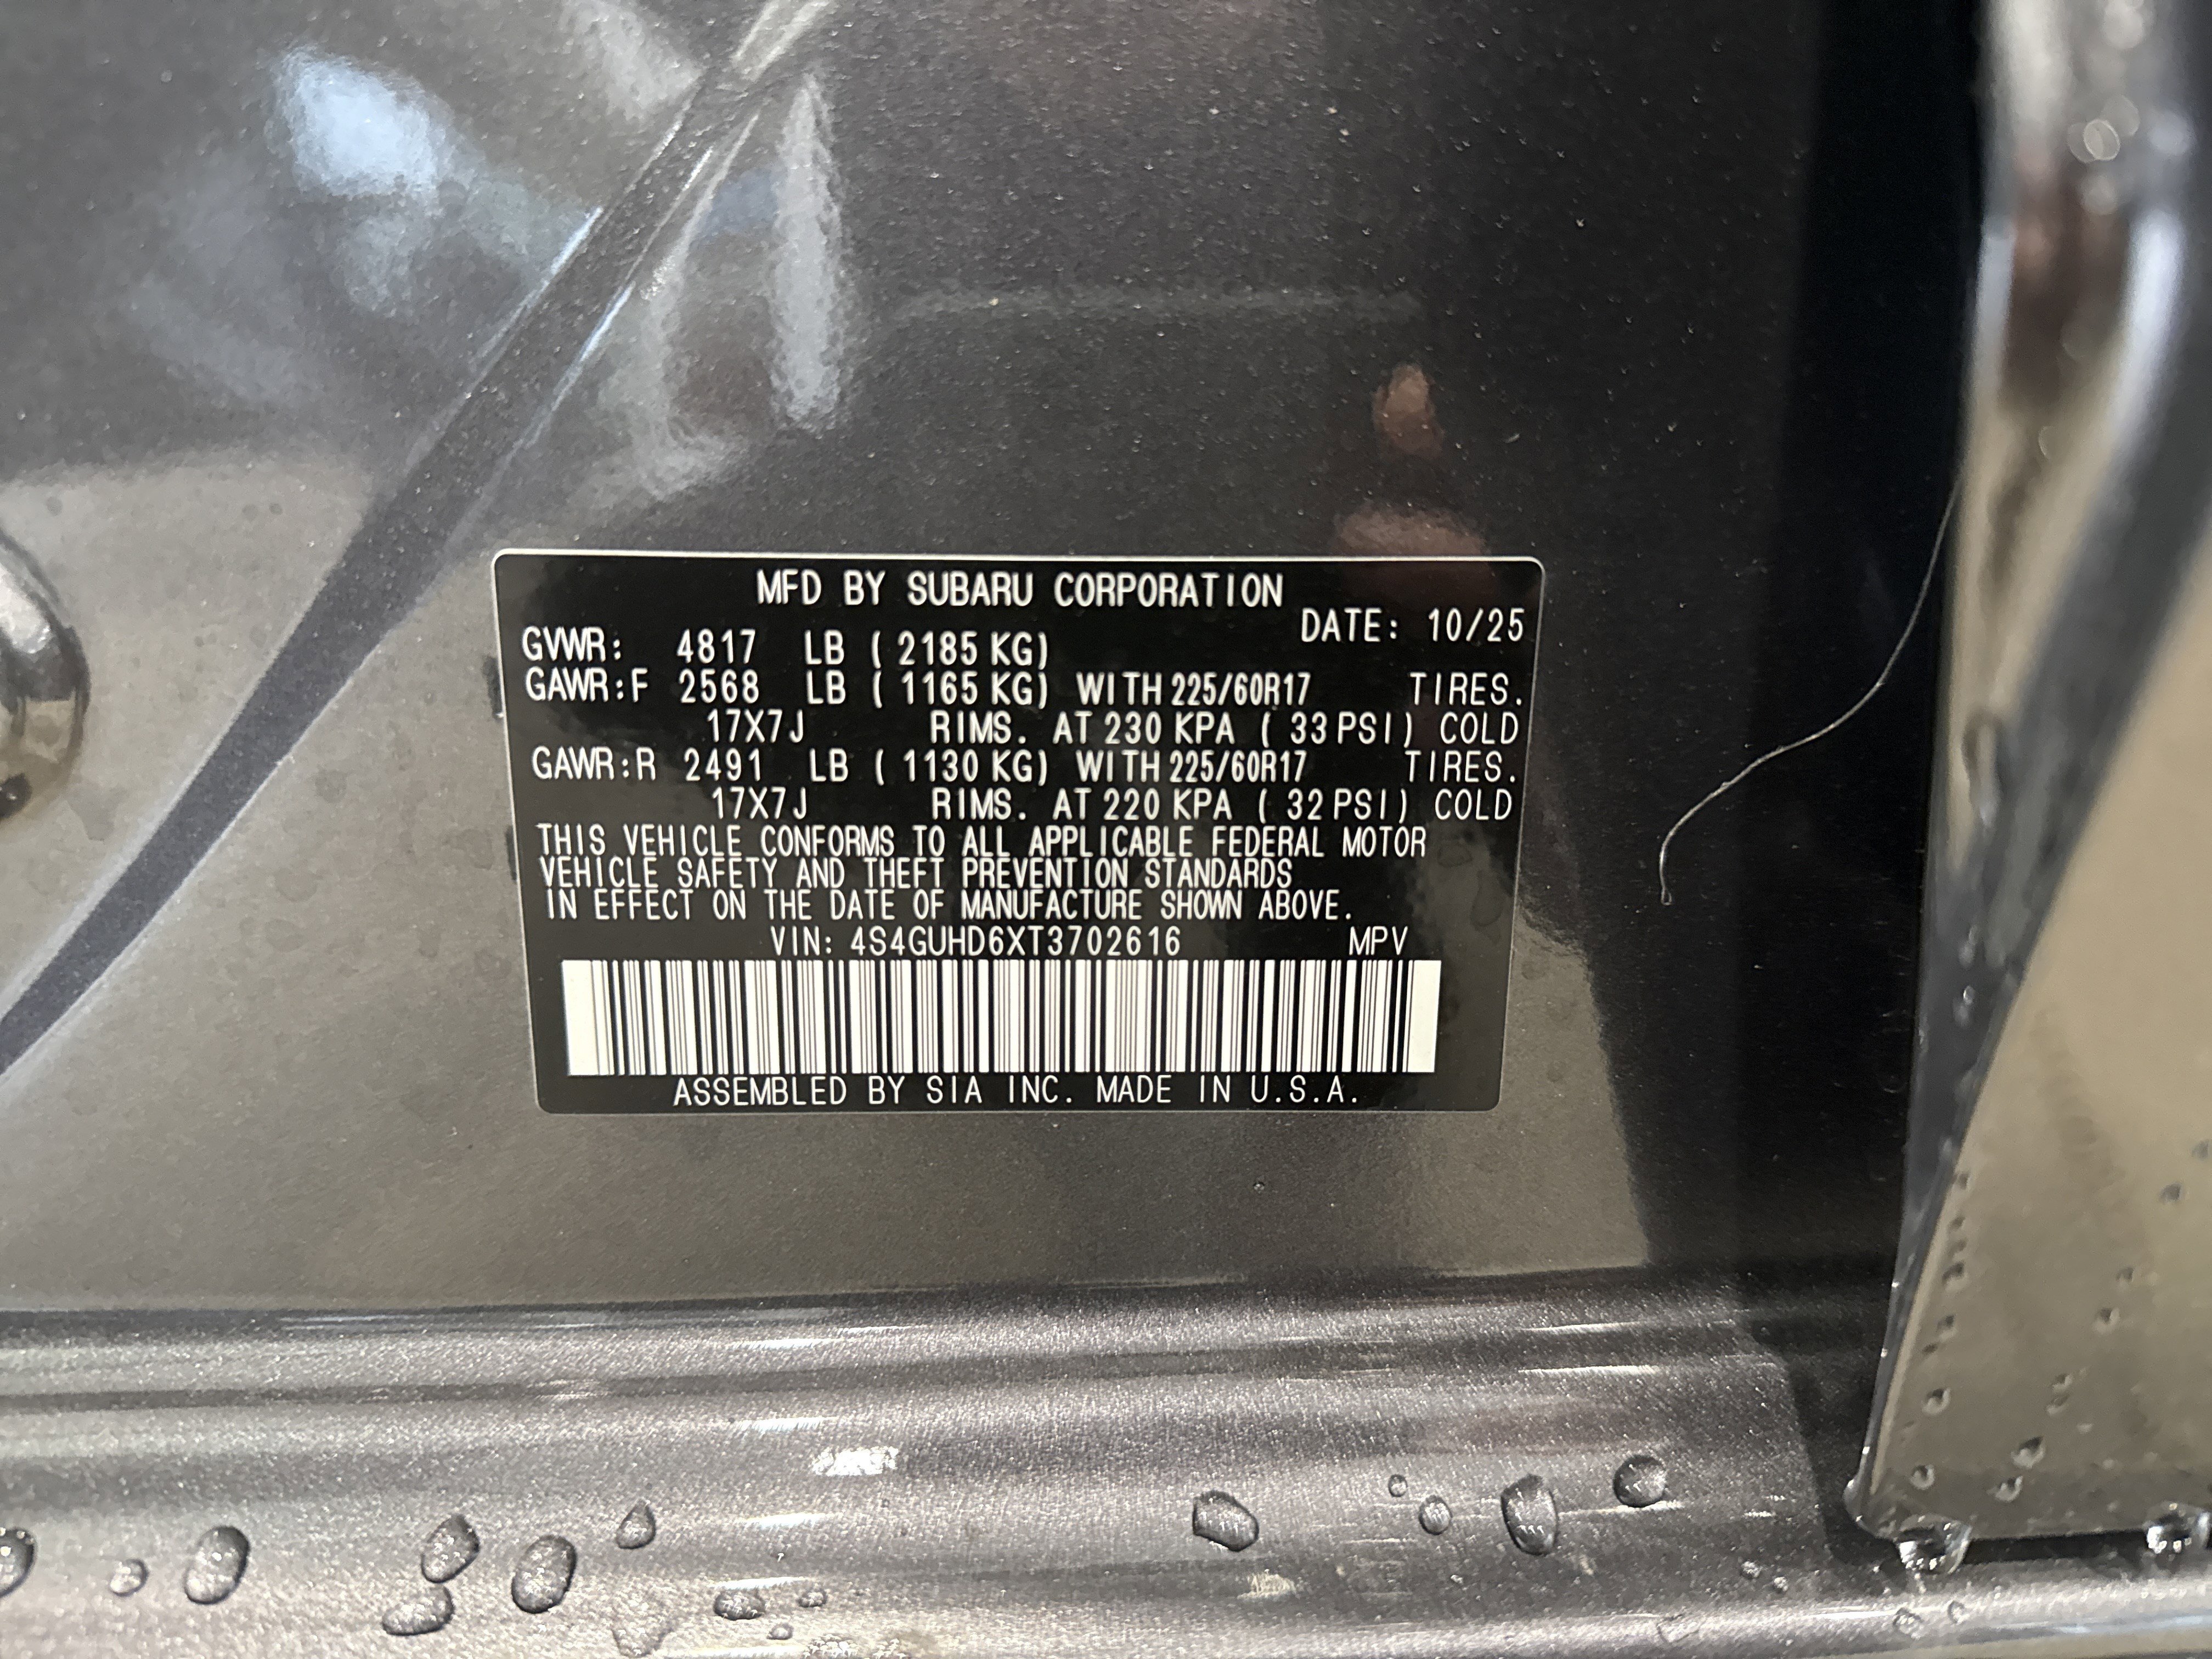 MFD BY SUBARU CORPORATION
DATE: 10/25
GVWR: 4817 LB ( 2185 KG)
GAWR:F 2568 LB ( 1165 KG) WITH 225/60R17 TIRES.
17X7J RIMS. AT 230 KPA ( 33 PSI) COLD
GAWR:R 2491 LB ( 1130 KG) WITH 225/60R17 TIRES.
17X7J RIMS. AT 220 KPA ( 32 PSI) COLD
THIS VEHICLE CONFORMS TO ALL APPLICABLE FEDERAL MOTOR
VEHICLE SAFETY AND THEFT PREVENTION STANDARDS
IN EFFECT ON THE DATE OF MANUFACTURE SHOWN ABOVE.
VIN: 4S4GUHD6XT3702616 MPV
ASSEMBLED BY SIA INC. MADE IN U.S.A.